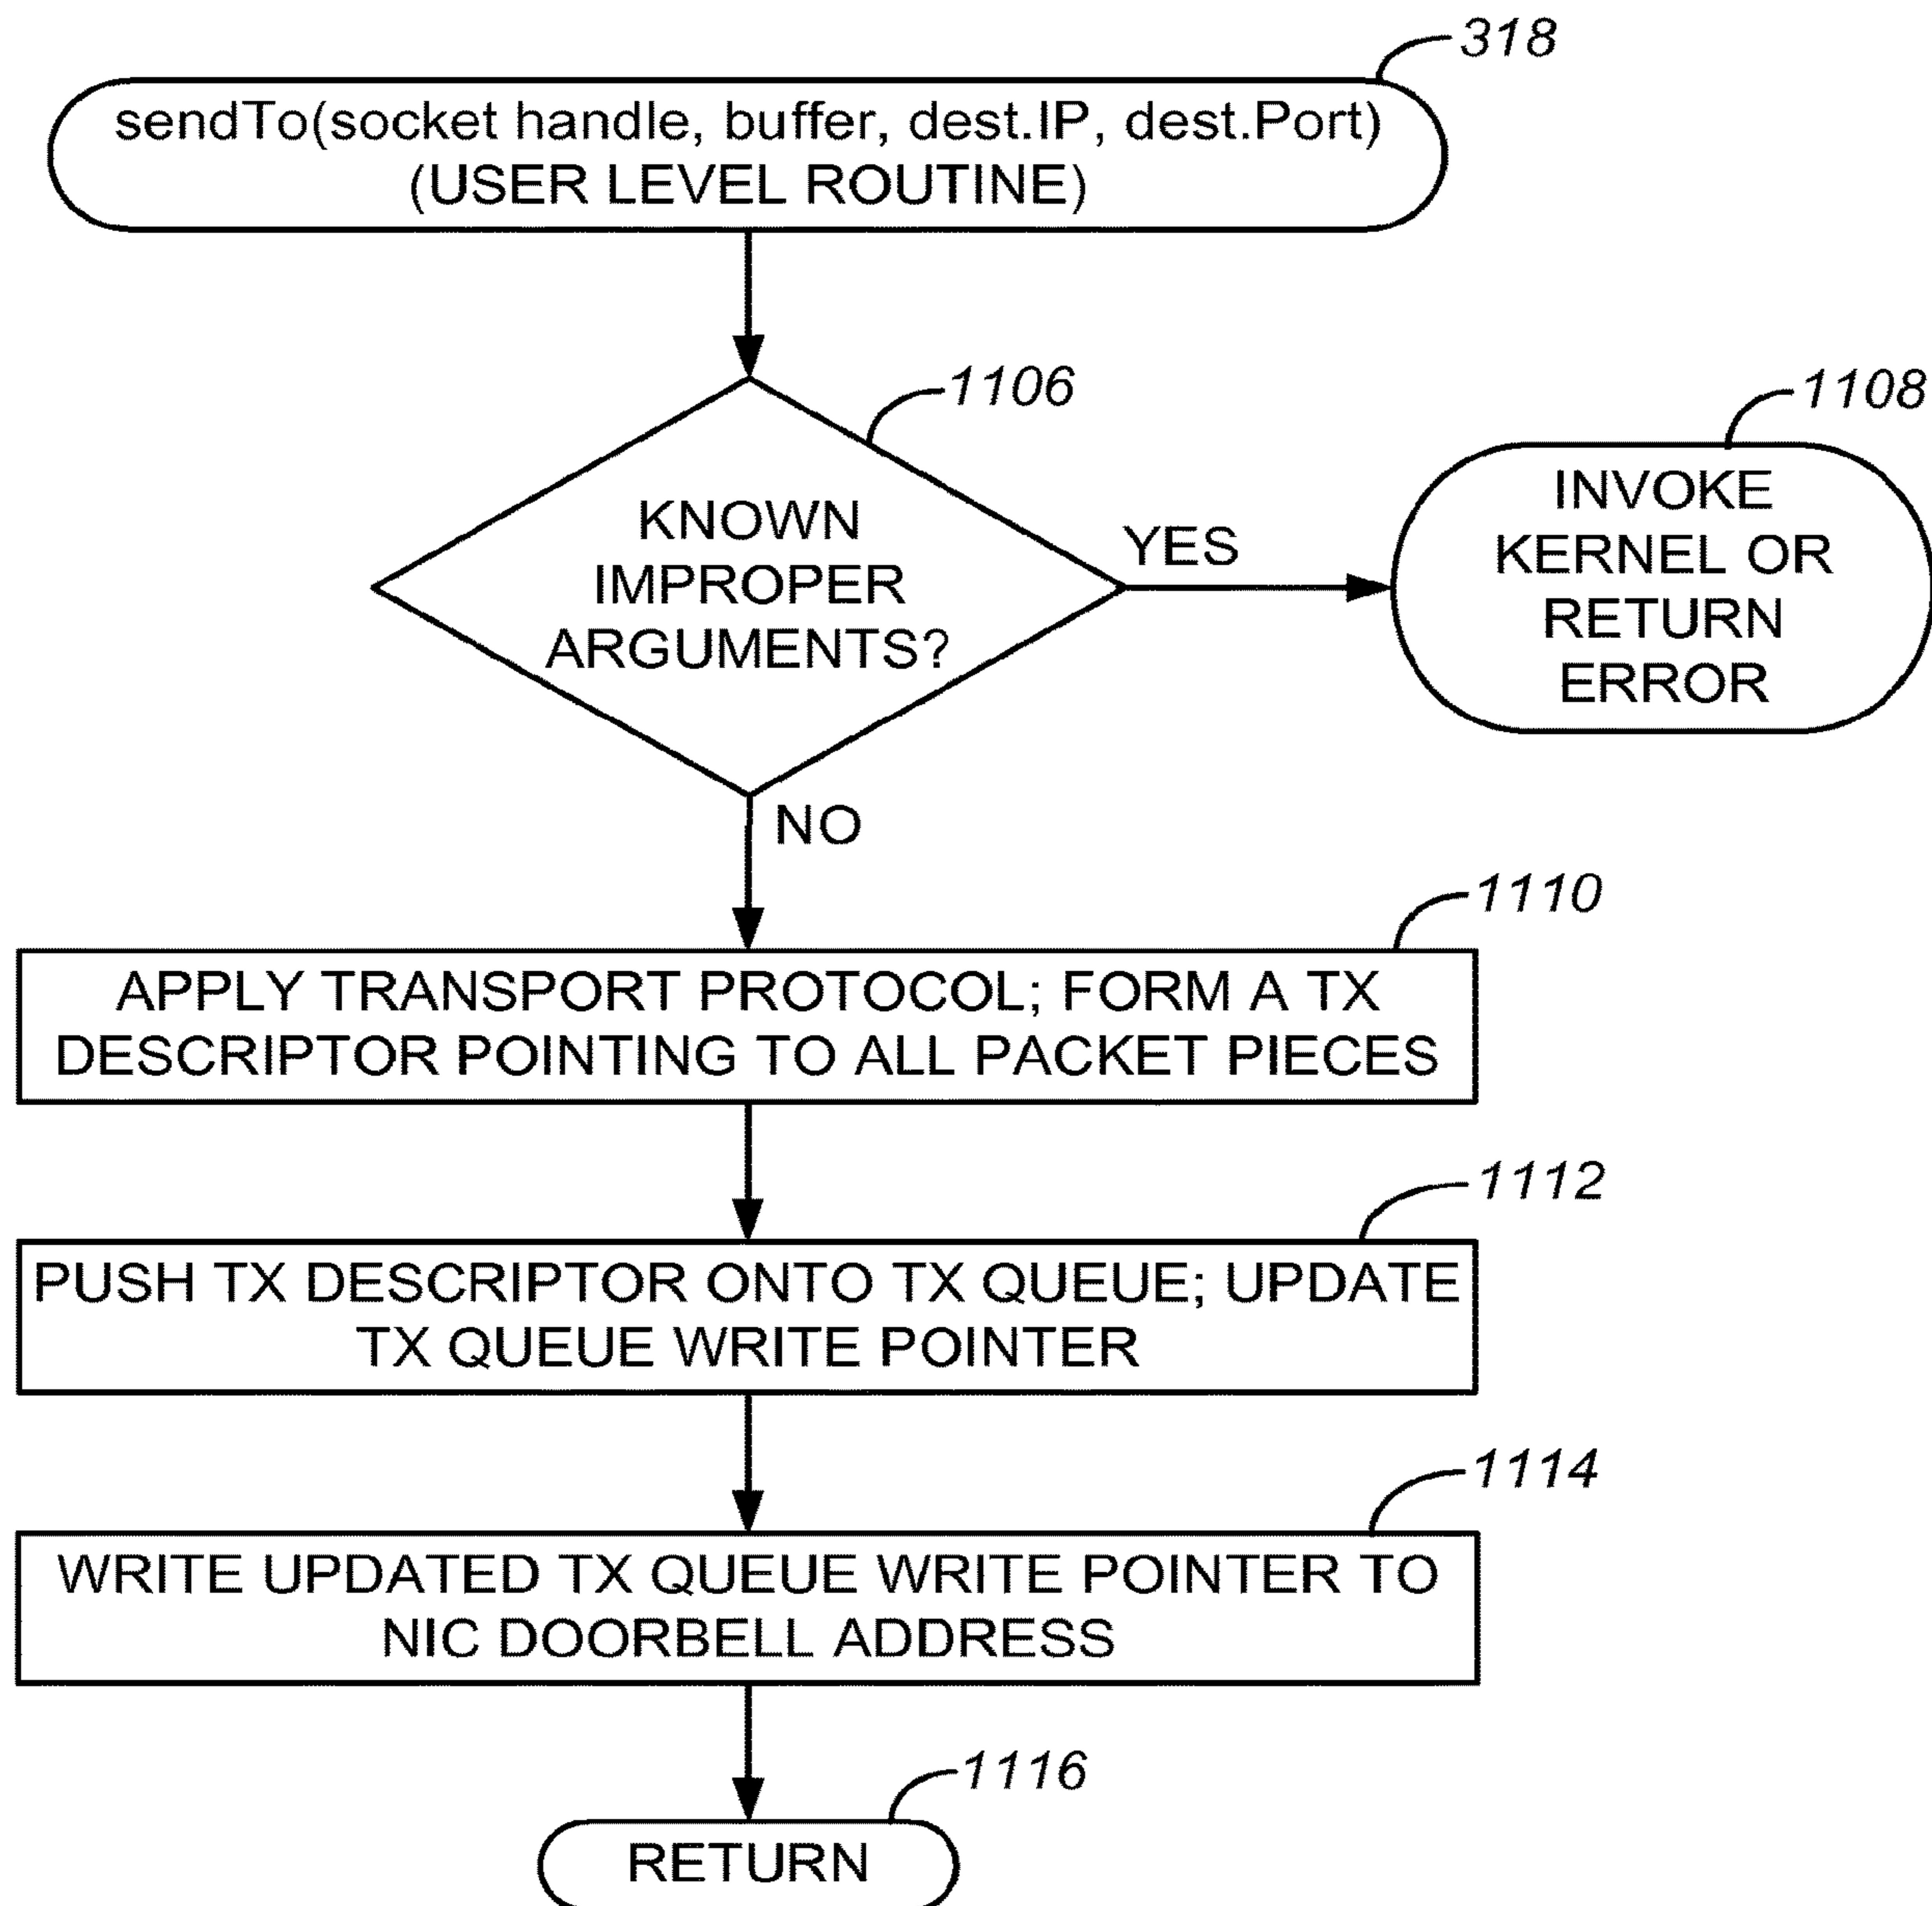 318
sendTo(socket handle, buffer, dest.IP, dest.Port)
(USER LEVEL ROUTINE)
1106
KNOWN
IMPROPER
ARGUMENTS?
YES
1108
INVOKE
KERNEL OR
RETURN
ERROR
NO
1110
APPLY TRANSPORT PROTOCOL; FORM A TX
DESCRIPTOR POINTING TO ALL PACKET PIECES
1112
PUSH TX DESCRIPTOR ONTO TX QUEUE; UPDATE
TX QUEUE WRITE POINTER
1114
WRITE UPDATED TX QUEUE WRITE POINTER TO
NIC DOORBELL ADDRESS
1116
RETURN